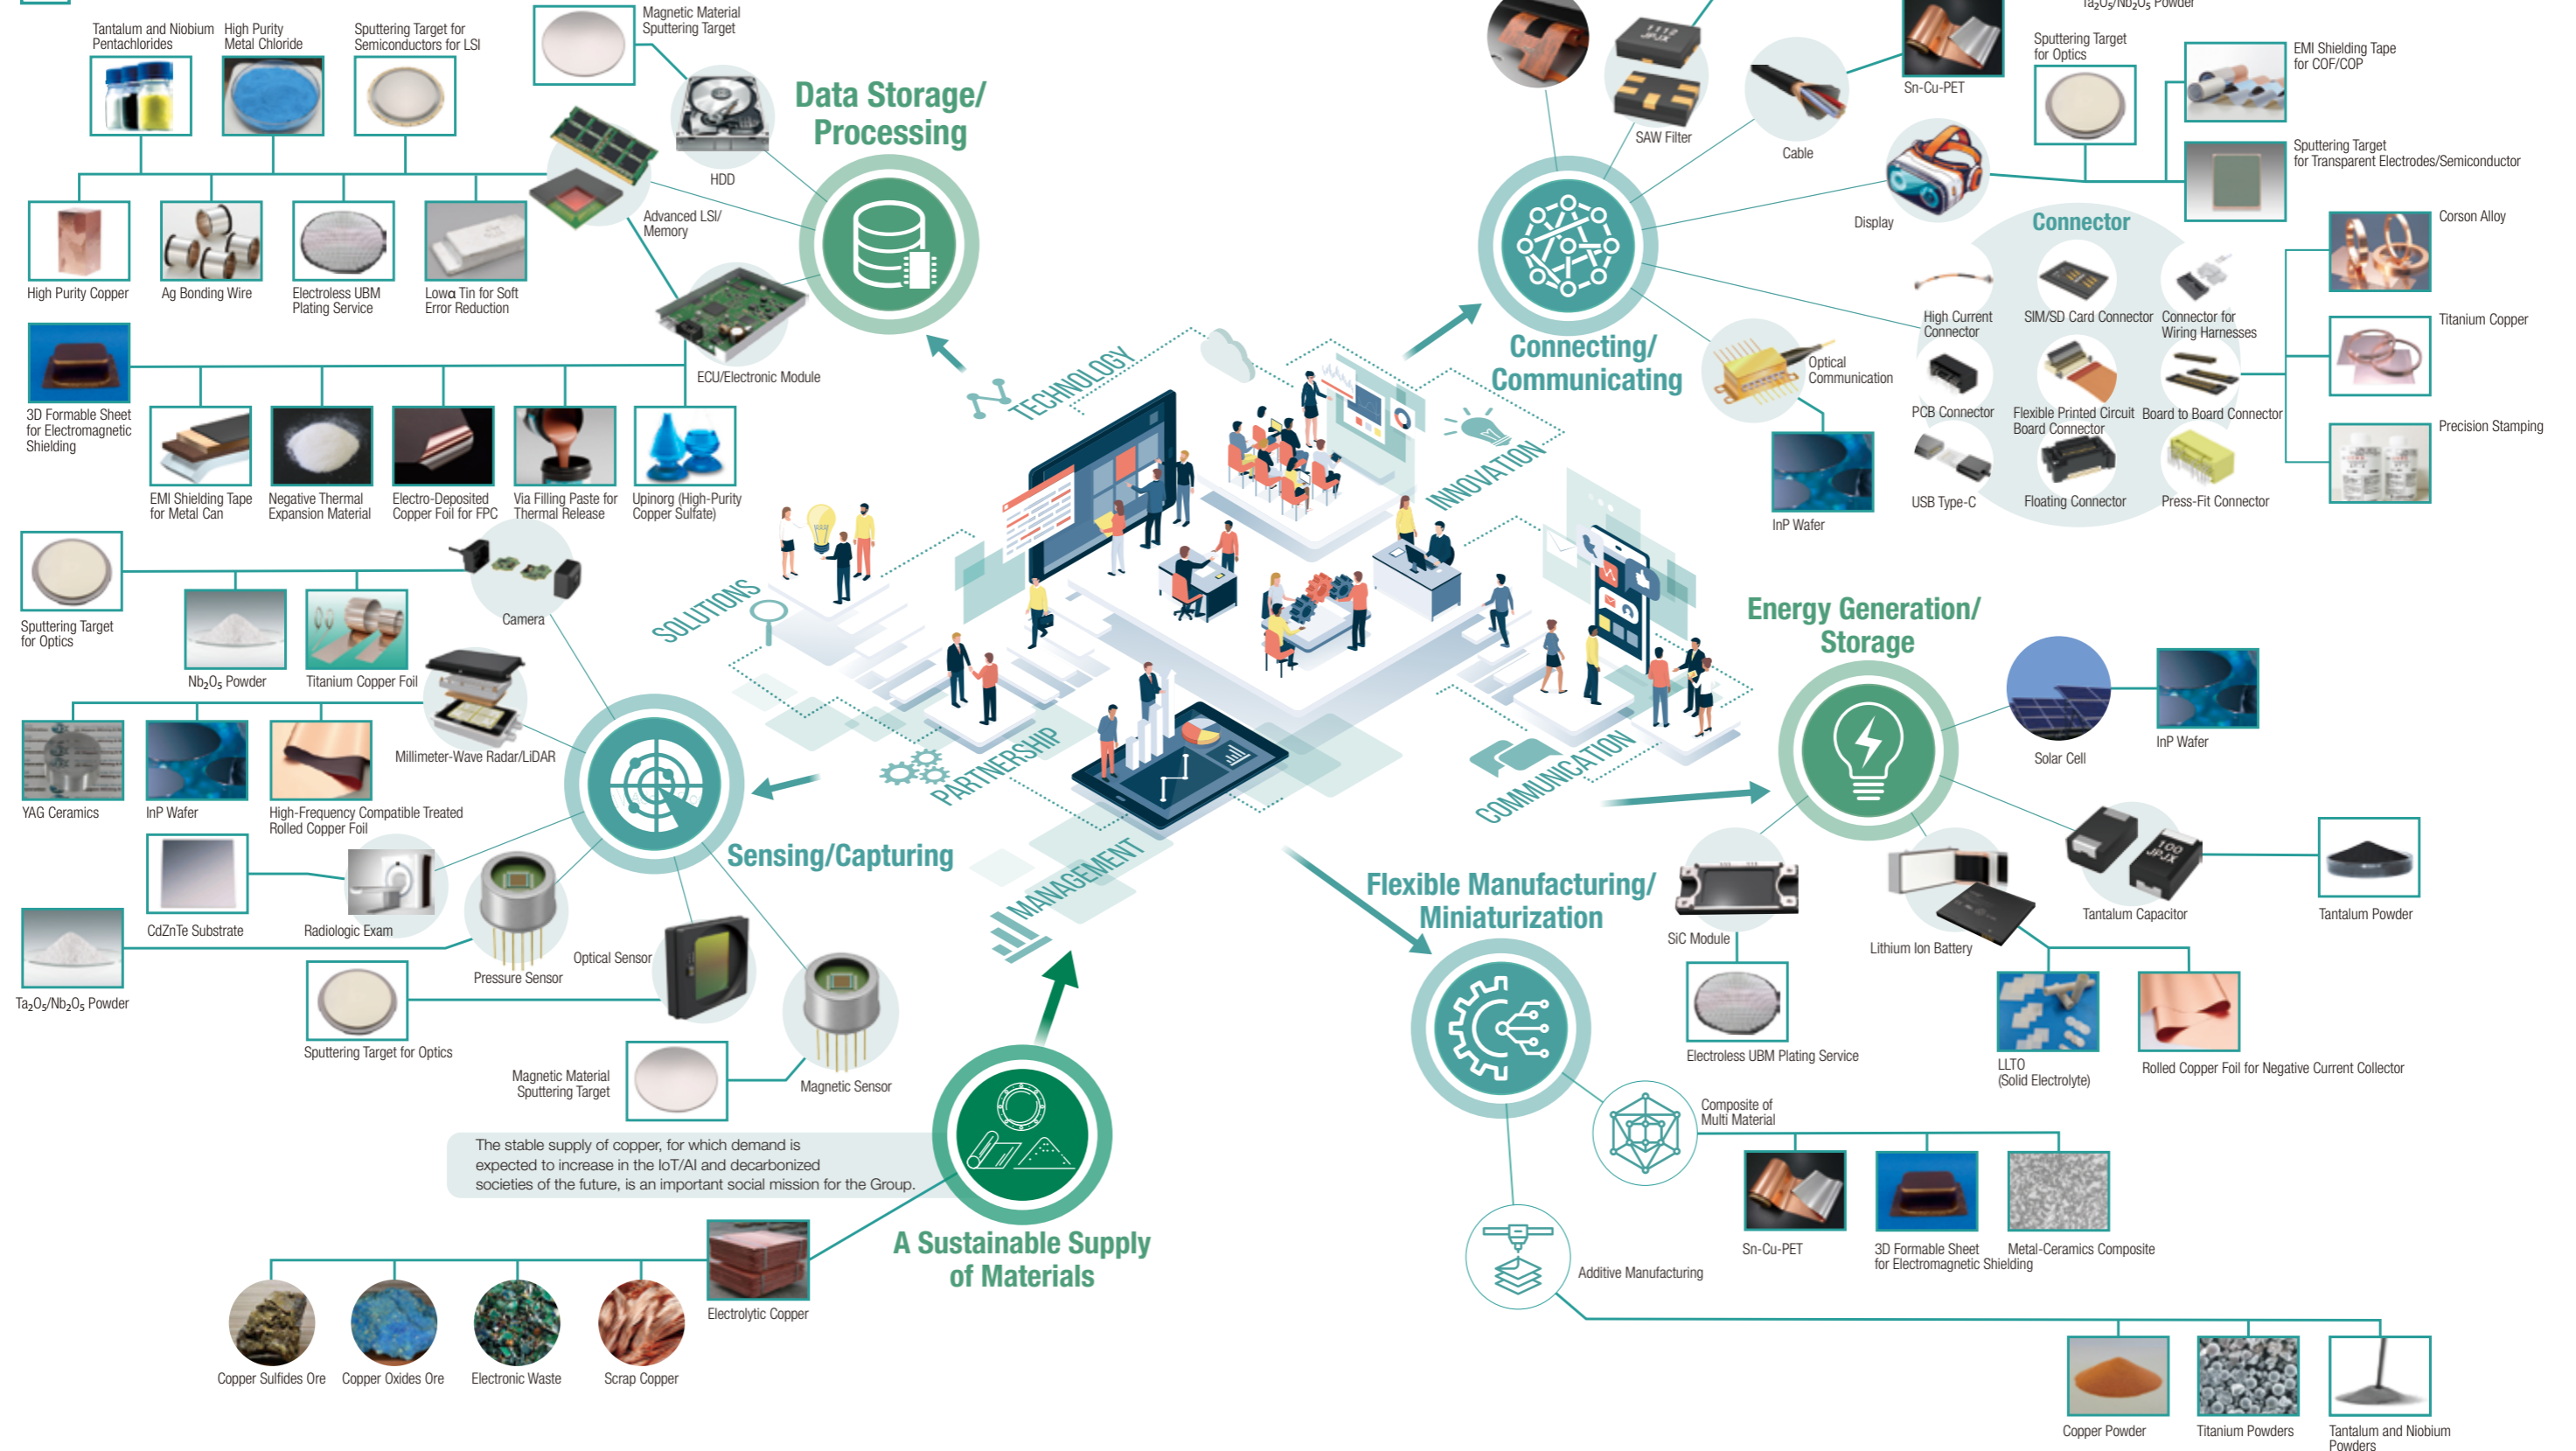 Tantalum and Niobium
Pentachlorides
High Purity
Metal Chloride
Sputtering Target for
Semiconductors for LSI
Magnetic Material
Sputtering Target
HDD
Data Storage/
Processing
Advanced LSI/
Memory
High Purity Copper
Ag Bonding Wire
Electroless UBM
Plating Service
Lowα Tin for Soft
Error Reduction
ECU/Electronic Module
3D Formable Sheet
for Electromagnetic
Shielding
EMI Shielding Tape
for Metal Can
Negative Thermal
Expansion Material
Electro-Deposited
Copper Foil for FPC
Via Filling Paste for
Thermal Release
Upinorg (High-Purity
Copper Sulfate)
1112
JPJX
SAW Filter
Cable
Sn-Cu-PET
Ta₂O₅/Nb₂O₅ Powder
Sputtering Target
for Optics
EMI Shielding Tape
for COF/COP
Sputtering Target
for Transparent Electrodes/Semiconductor
Display
Connecting/
Communicating
Optical
Communication
InP Wafer
Connector
High Current
Connector
SIM/SD Card Connector
Connector for
Wiring Harnesses
PCB Connector
Flexible Printed Circuit
Board Connector
Board to Board Connector
USB Type-C
Floating Connector
Press-Fit Connector
Corson Alloy
Titanium Copper
Precision Stamping
TECHNOLOGY
INNOVATION
SOLUTIONS
PARTNERSHIP
COMMUNICATION
MANAGEMENT
Sputtering Target
for Optics
Nb₂O₅ Powder
Titanium Copper Foil
Camera
Millimeter-Wave Radar/LiDAR
YAG Ceramics
InP Wafer
High-Frequency Compatible Treated
Rolled Copper Foil
Sensing/Capturing
CdZnTe Substrate
Radiologic Exam
Pressure Sensor
Ta₂O₅/Nb₂O₅ Powder
Optical Sensor
Sputtering Target for Optics
Magnetic Material
Sputtering Target
Magnetic Sensor
Energy Generation/
Storage
Solar Cell
InP Wafer
100
JPJX
Tantalum Capacitor
Tantalum Powder
SiC Module
Electroless UBM Plating Service
Lithium Ion Battery
LLTO
(Solid Electrolyte)
Rolled Copper Foil for Negative Current Collector
Flexible Manufacturing/
Miniaturization
Composite of
Multi Material
Sn-Cu-PET
3D Formable Sheet
for Electromagnetic Shielding
Metal-Ceramics Composite
Additive Manufacturing
Copper Powder
Titanium Powders
Tantalum and Niobium
Powders
The stable supply of copper, for which demand is
expected to increase in the IoT/AI and decarbonized
societies of the future, is an important social mission for the Group.
A Sustainable Supply
of Materials
Electrolytic Copper
Copper Sulfides Ore
Copper Oxides Ore
Electronic Waste
Scrap Copper